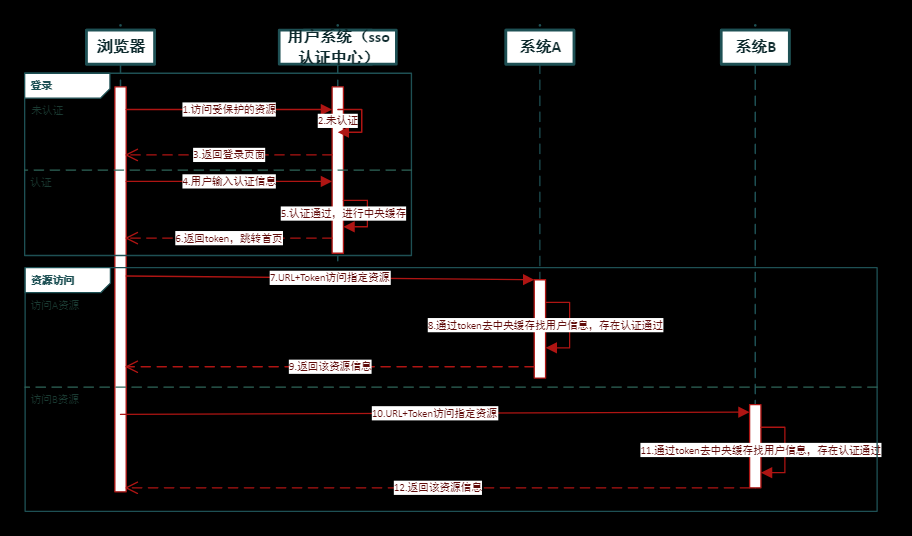 浏览器
用户系统（sso
认证中心）
系统A
系统B
登录
未认证
1.访问受保护的资源
2.未认证
3.返回登录页面
认证
4.用户输入认证信息
5.认证通过，进行中央缓存
6.返回token，跳转首页
资源访问
7.URL+Token访问指定资源
访问A资源
8.通过token去中央缓存找用户信息，存在认证通过
9.返回该资源信息
访问B资源
10.URL+Token访问指定资源
11.通过token去中央缓存找用户信息，存在认证通过
12.返回该资源信息